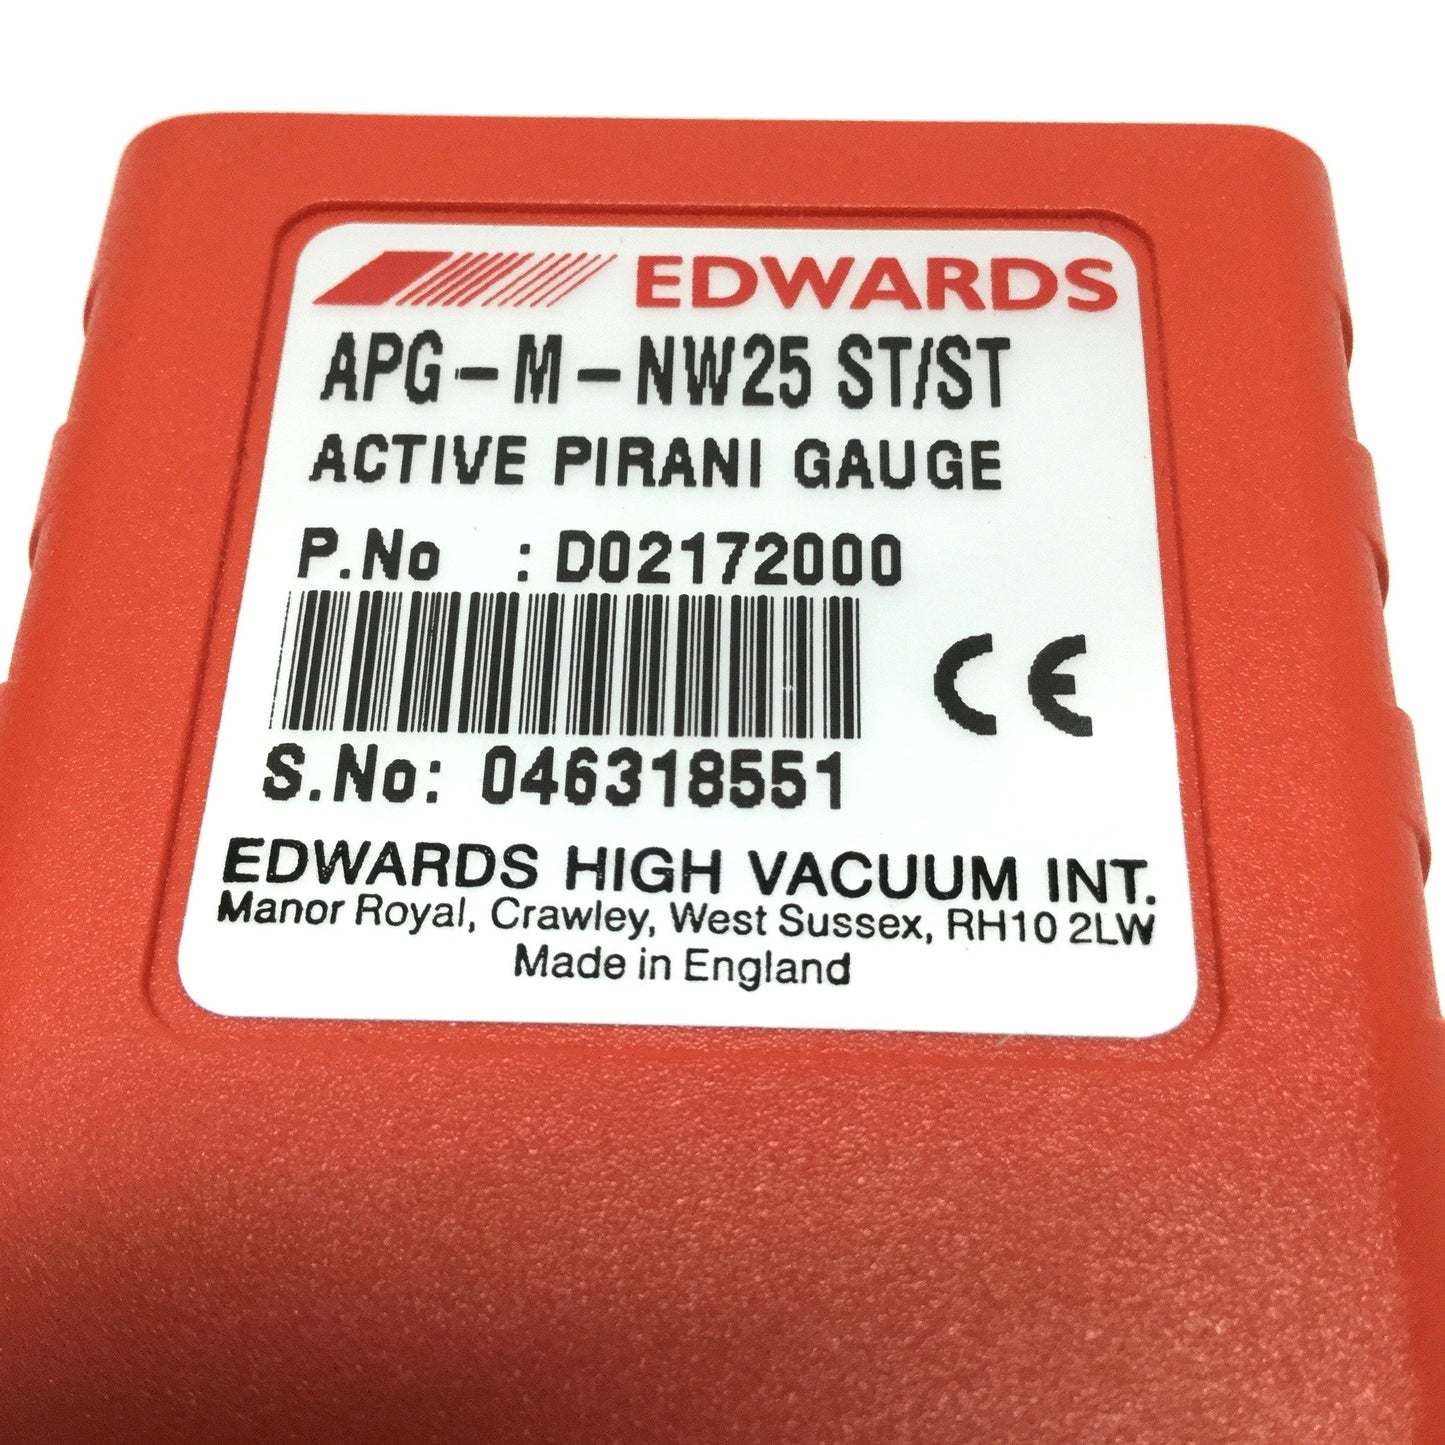 EDWARDS
APG-M-NW25 ST/ST
ACTIVE PIRANI GAUGE
P.No : D02172000
CE
S.No: 046318551
EDWARDS HIGH VACUUM INT.
Manor Royal, Crawley, West Sussex, RH10 2LW
Made in England